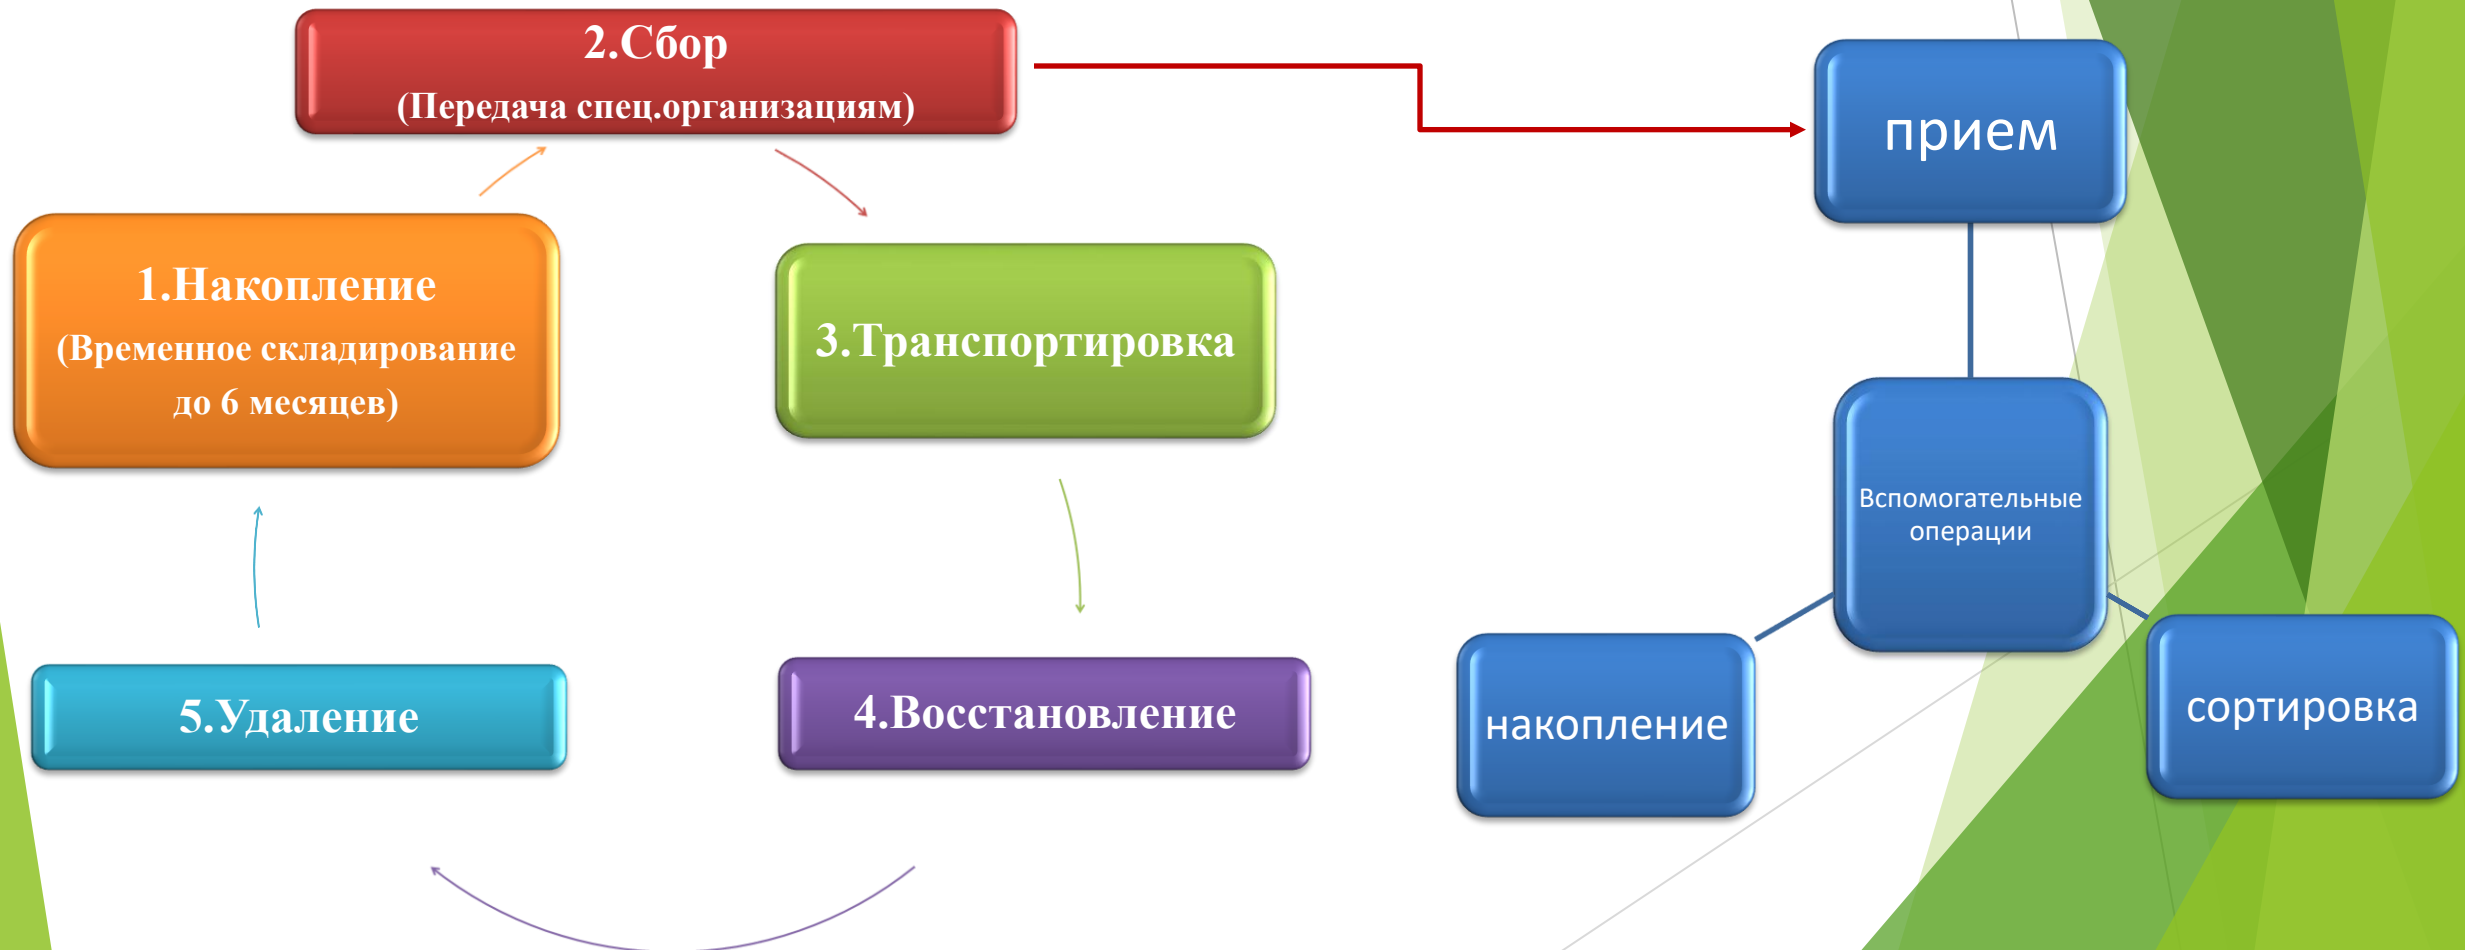 2.Сбор
(Передача спец.организациям)
1.Накопление
(Временное складирование
до 6 месяцев)
3.Транспортировка
4.Восстановление
5.Удаление
прием
Вспомогательные
операции
накопление
сортировка